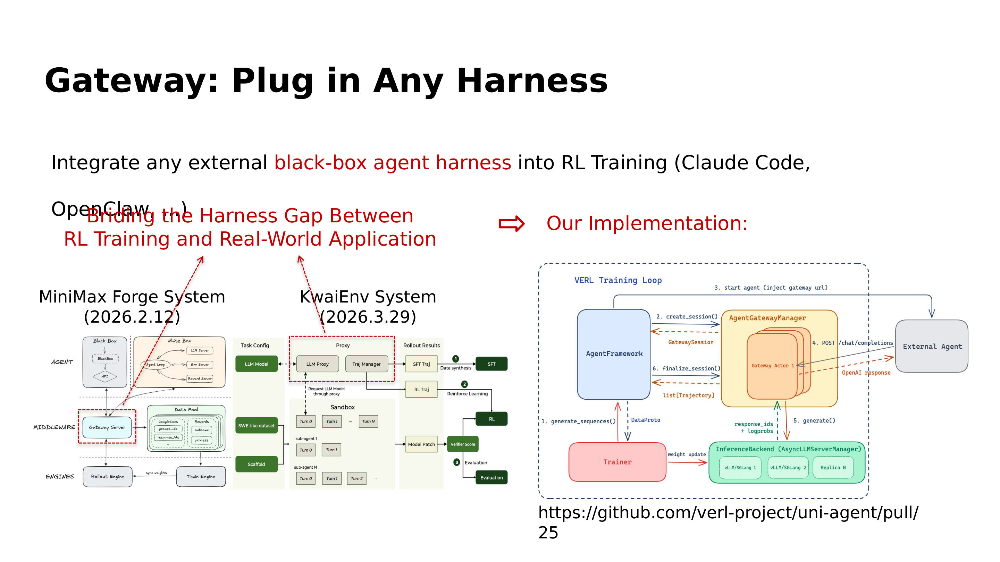 Gateway: Plug in Any Harness
Integrate any external black-box agent harness into RL Training (Claude Code,
OpenClaw, ...)
Briding the Harness Gap Between
RL Training and Real-World Application
Our Implementation:
MiniMax Forge System
(2026.2.12)
KwaiEnv System
(2026.3.29)
AGENT
Black Box
BlackBox
API
White Box
Agent Loop
LLM Server
Env Server
Reward Server
MIDDLEWARE
Gateway Server
Data Pool
Completions
prompt_ids
response_ids
...
Rewards
outcome
process
ENGINES
Rollout Engine
sync weights
Train Engine
Task Config
LLM Model
SWE-like dataset
Scaffold
Proxy
LLM Proxy
Traj Manager
Request LLM Model
through proxy
Sandbox
Turn 0
Turn 1
...
Turn N
sub-agent 1
Turn 0
Turn 1
sub-agent N
Turn 0
Turn 1
Turn 2
...
Rollout Results
SFT Traj
RL Traj
Model Patch
1
Data synthesis
SFT
2
Reinforce Learning
RL
Verifier Score
3
Evaluation
Evaluation
VERL Training Loop
3. start agent (inject gateway url)
AgentFramework
2. create_session()
GatewaySession
6. finalize_session()
list[Trajectory]
AgentGatewayManager
Gateway Actor 1
4. POST /chat/completions
OpenAI response
External Agent
1. generate_sequences()
DataProto
response_ids
+ logprobs
5. generate()
Trainer
weight update
InferenceBackend (AsyncLLMServerManager)
vLLM/SGLang 1
vLLM/SGLang 2
Replica N
https://github.com/verl-project/uni-agent/pull/
25